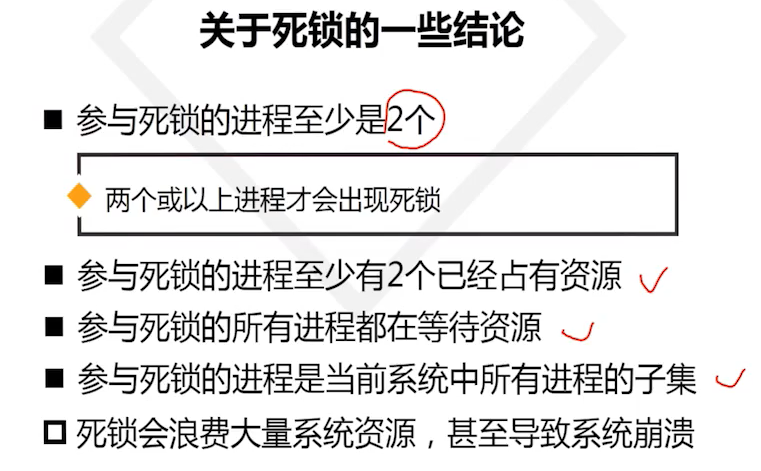 关于死锁的一些结论
参与死锁的进程至少是2个
两个或以上进程才会出现死锁
参与死锁的进程至少有2个已经占有资源
参与死锁的所有进程都在等待资源
参与死锁的进程是当前系统中所有进程的子集
死锁会浪费大量系统资源，甚至导致系统崩溃